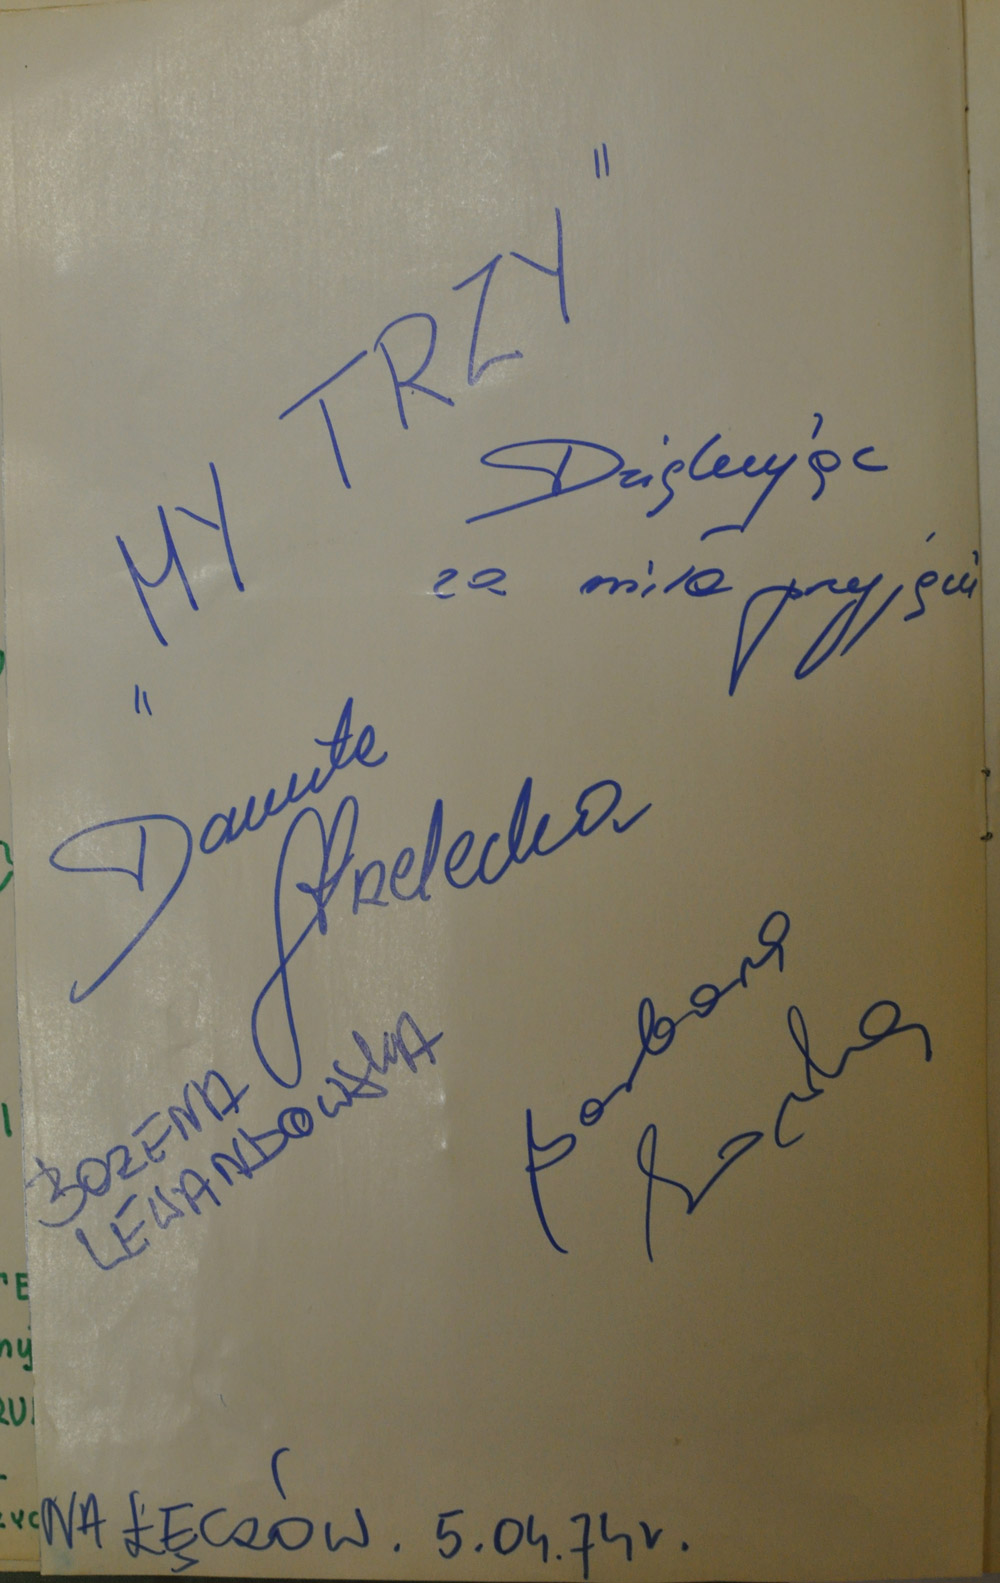 "MY TRZY"
Dziękując
za miłe przyjęcie
Danuta
Strzelecka
BOŻENA
LEWANDOWSKA
Barbara
NAŁĘCZÓW. 5.04.74r.